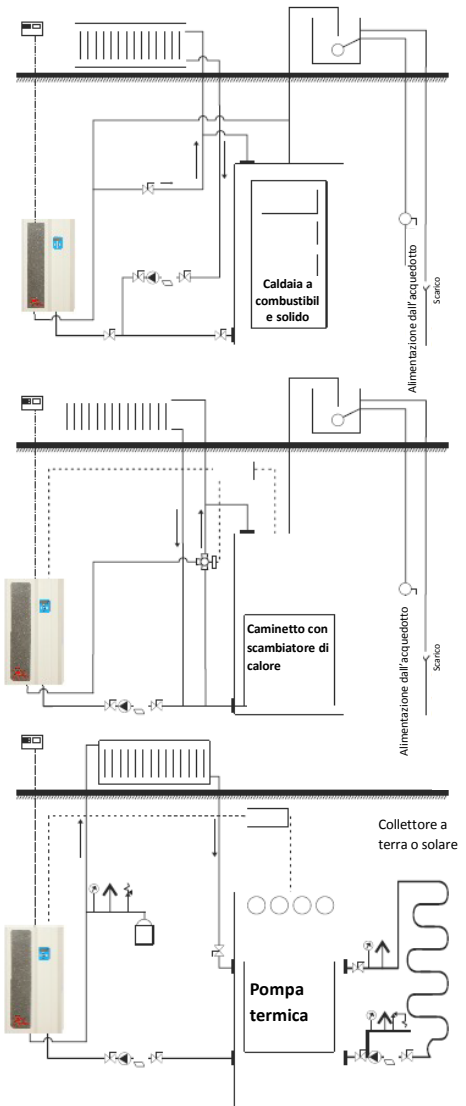 Caldaia a
combustibil
e solido
Alimentazione dall'acquedotto
Scarico
Caminetto con
scambiatore di
calore
Alimentazione dall'acquedotto
Scarico
Collettore a
terra o solare
Pompa
termica